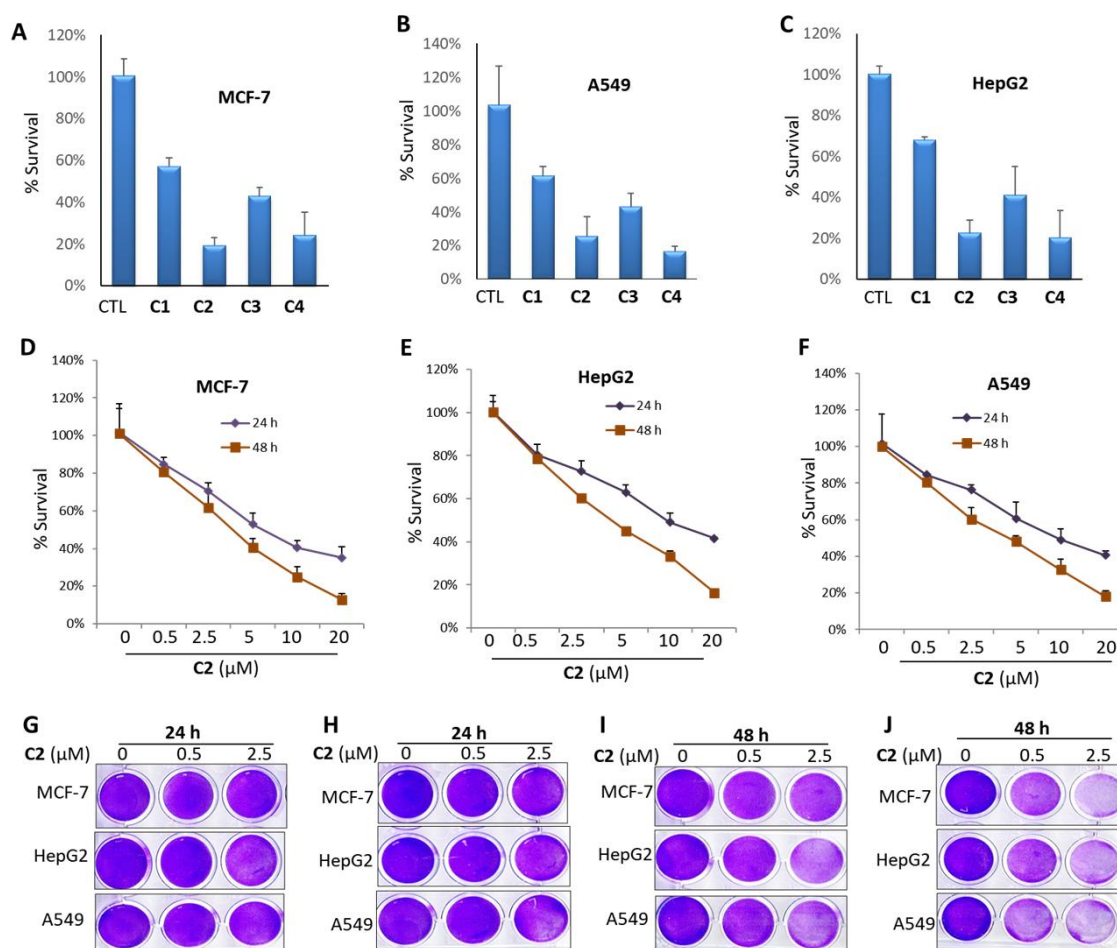 A
120%
100%
80%
60%
40%
20%
0%
% Survival
MCF-7
CTL C1 C2 C3 C4
B
140%
120%
100%
80%
60%
40%
20%
0%
% Survival
A549
CTL C1 C2 C3 C4
C
120%
100%
80%
60%
40%
20%
0%
% Survival
HepG2
CTL C1 C2 C3 C4
D
140%
120%
100%
80%
60%
40%
20%
0%
% Survival
MCF-7
24 h
48 h
0 0.5 2.5 5 10 20
C2 (µM)
E
120%
100%
80%
60%
40%
20%
0%
% Survival
HepG2
24 h
48 h
0 0.5 2.5 5 10 20
C2 (µM)
F
140%
120%
100%
80%
60%
40%
20%
0%
% Survival
A549
24 h
48 h
0 0.5 2.5 5 10 20
C2 (µM)
G
24 h
C2 (µM) 0 0.5 2.5
MCF-7
HepG2
A549
H
24 h
C2 (µM) 0 0.5 2.5
MCF-7
HepG2
A549
I
48 h
C2 (µM) 0 0.5 2.5
MCF-7
HepG2
A549
J
48 h
C2 (µM) 0 0.5 2.5
MCF-7
HepG2
A549